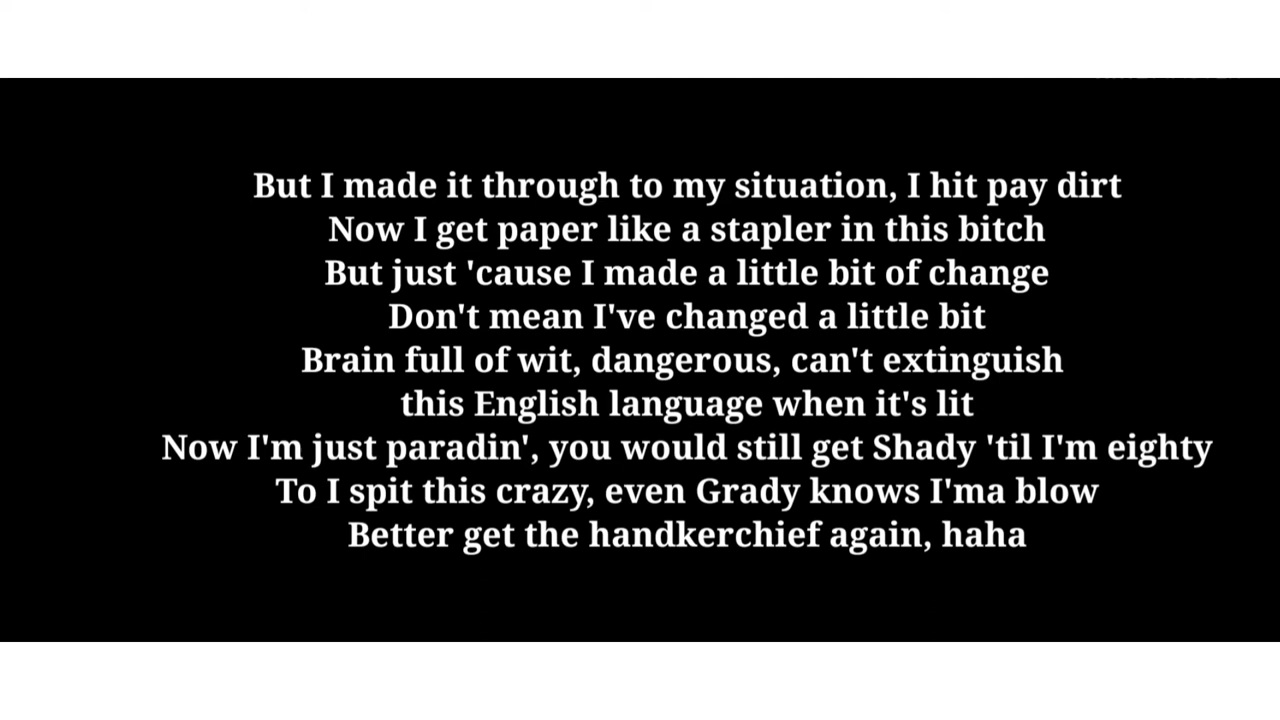 But I made it through to my situation, I hit pay dirt
Now I get paper like a stapler in this bitch
But just 'cause I made a little bit of change
Don't mean I've changed a little bit
Brain full of wit, dangerous, can't extinguish
this English language when it's lit
Now I'm just paradin', you would still get Shady 'til I'm eighty
To I spit this crazy, even Grady knows I'ma blow
Better get the handkerchief again, haha